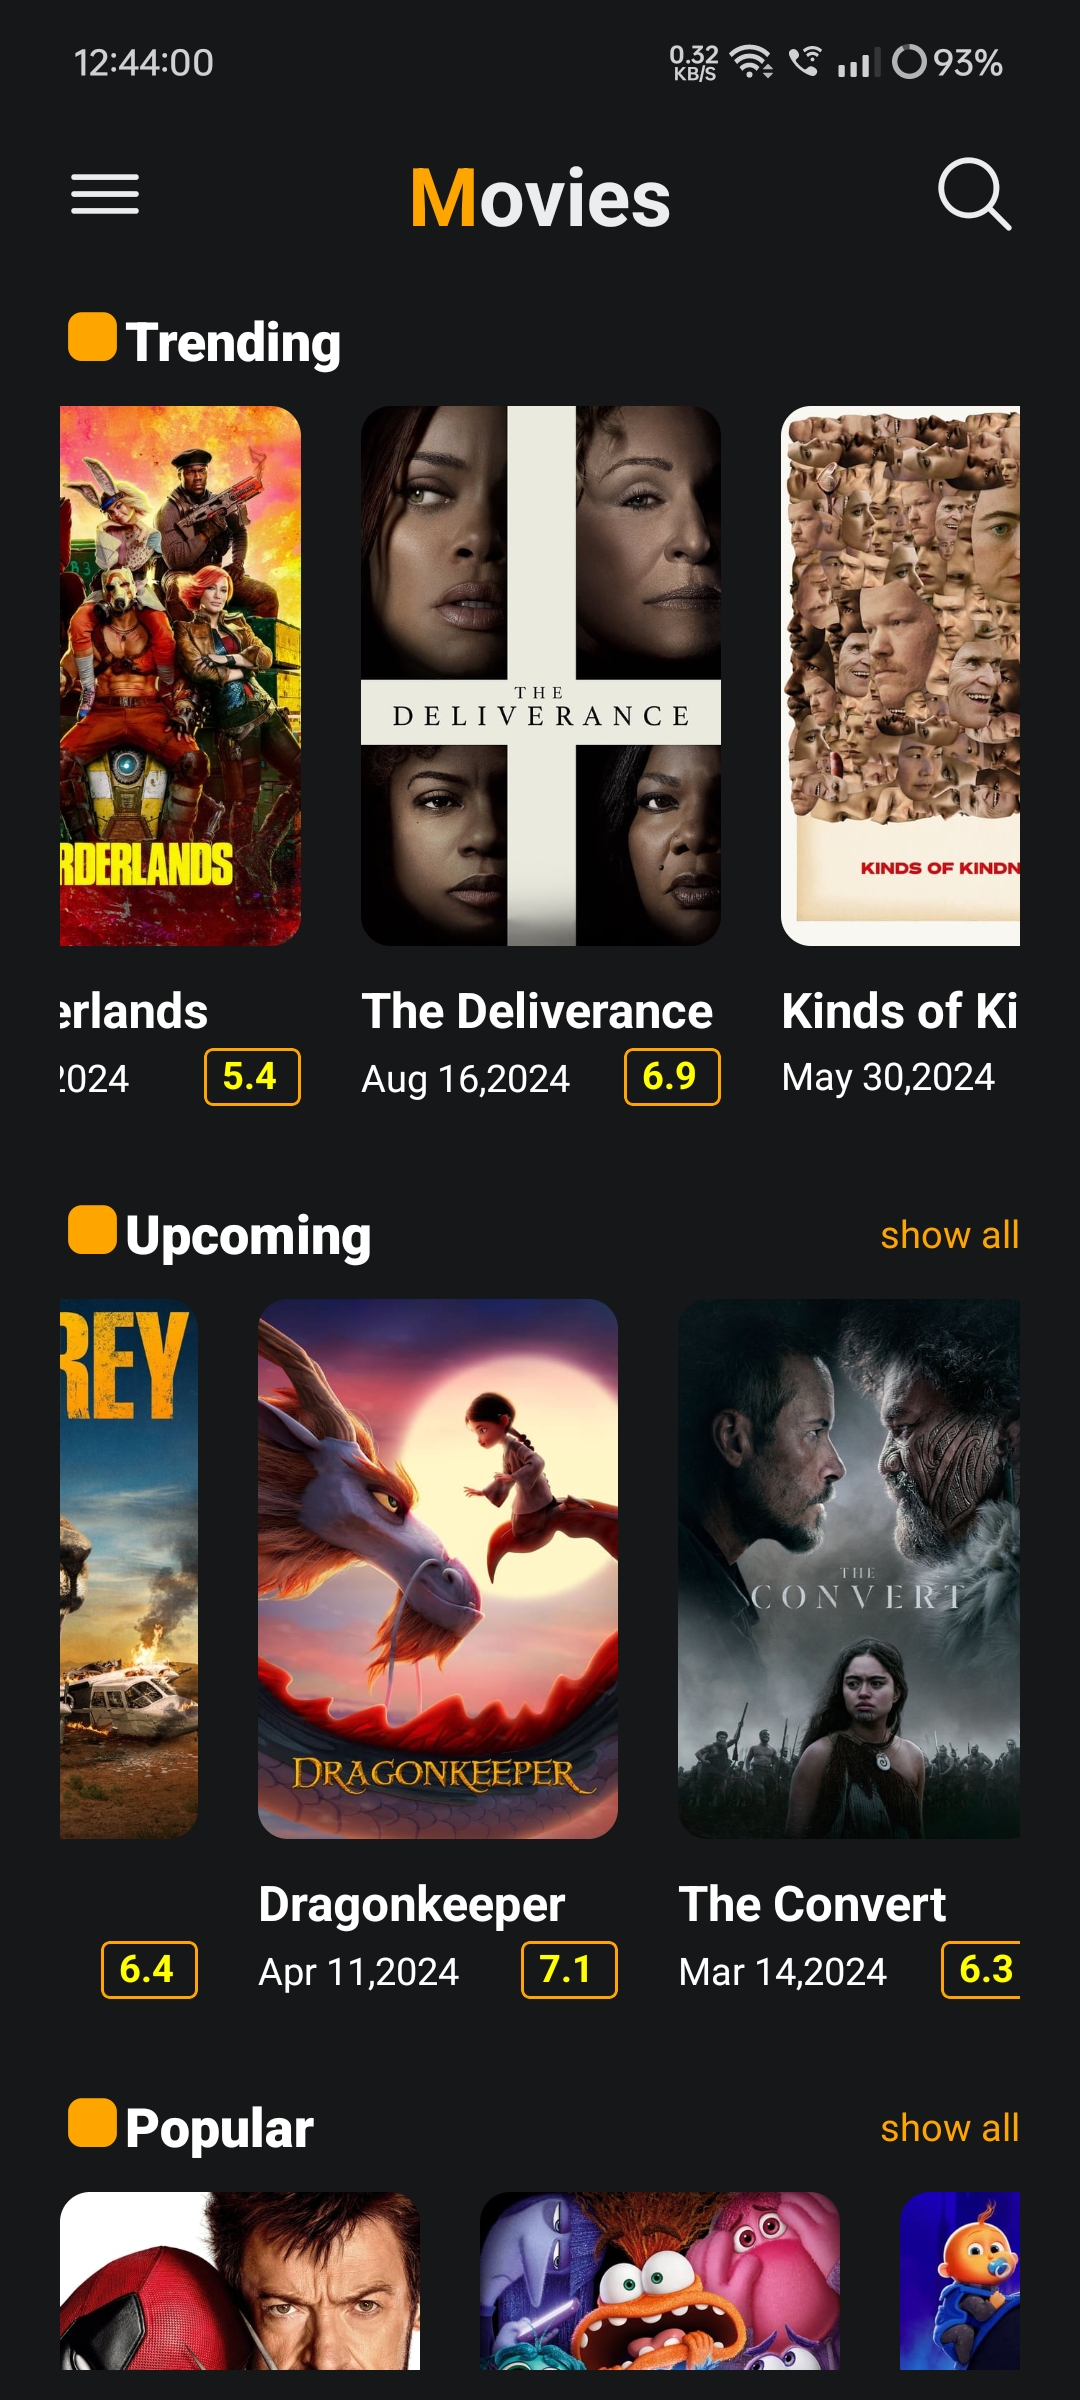 12:44:00
0.32
KB/S
93%
Movies
Trending
RDERLANDS
THE
DELIVERANCE
KINDS OF KINDN
erlands
The Deliverance
Kinds of Ki
2024
5.4
Aug 16,2024
6.9
May 30,2024
Upcoming
show all
REY
DRAGONKEEPER
THE
CONVERT
Dragonkeeper
The Convert
6.4
Apr 11,2024
7.1
Mar 14,2024
6.3
Popular
show all